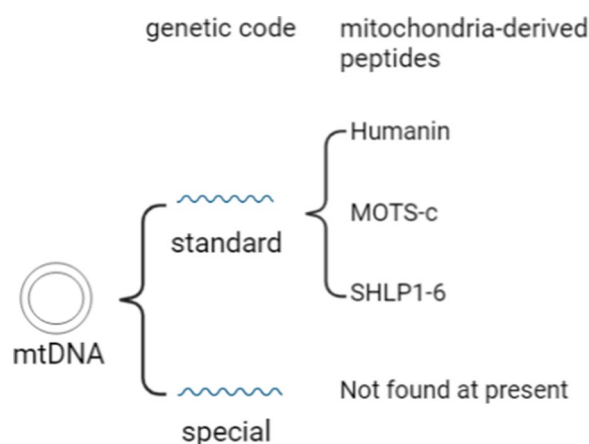 genetic code
mitochondria-derived
peptides
Humanin
MOTS-c
standard
SHLP1-6
mtDNA
Not found at present
special